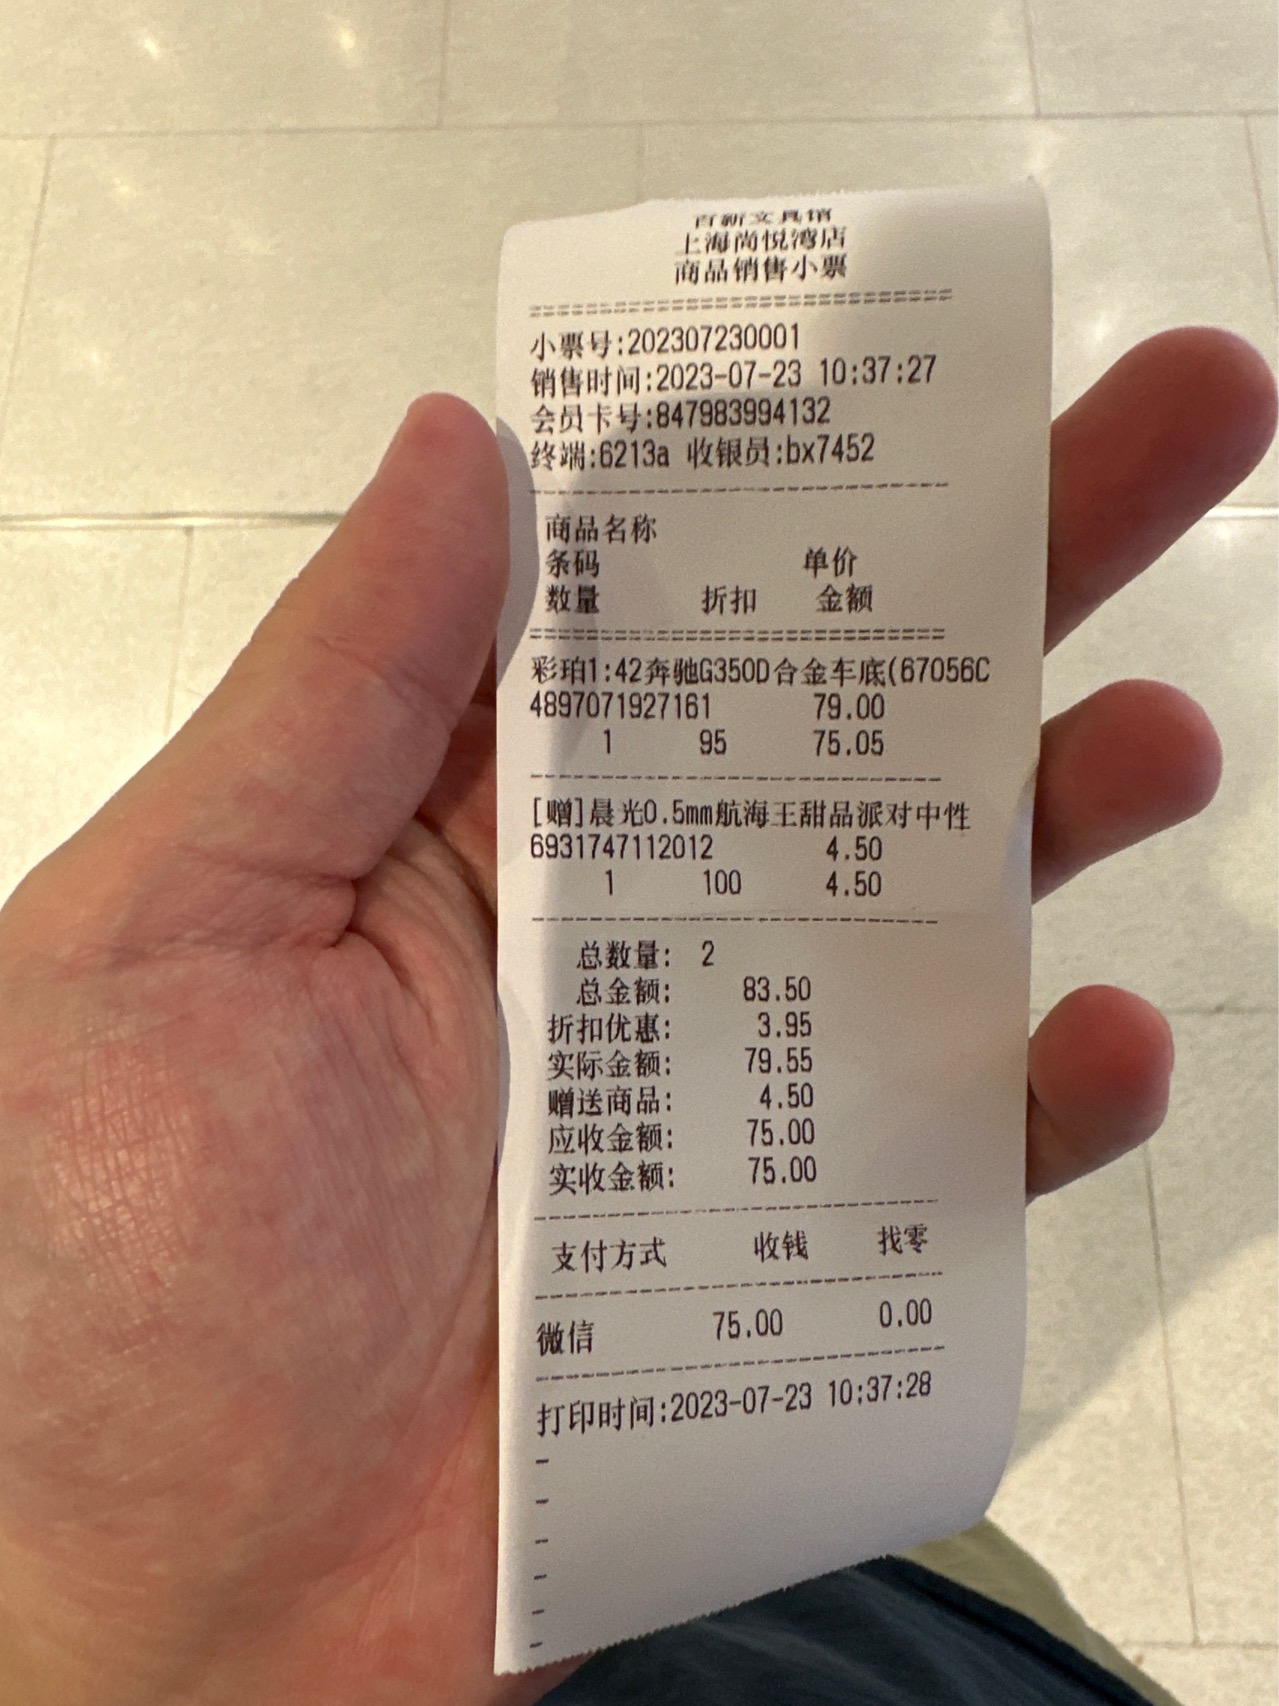 百新文具馆
上海尚悦湾店
商品销售小票
================================
小票号:202307230001
销售时间:2023-07-23 10:37:27
会员卡号:847983994132
终端:6213a 收银员:bx7452
--------------------------------
商品名称
条码 单价
数量 折扣 金额
================================
彩珀1:42奔驰G350D合金车底(67056C
4897071927161 79.00
1 95 75.05
--------------------------------
[赠]晨光0.5mm航海王甜品派对中性
6931747112012 4.50
1 100 4.50
--------------------------------
总数量: 2
总金额: 83.50
折扣优惠: 3.95
实际金额: 79.55
赠送商品: 4.50
应收金额: 75.00
实收金额: 75.00
--------------------------------
支付方式 收钱 找零
--------------------------------
微信 75.00 0.00
--------------------------------
打印时间:2023-07-23 10:37:28
-
-
-
-
-
-